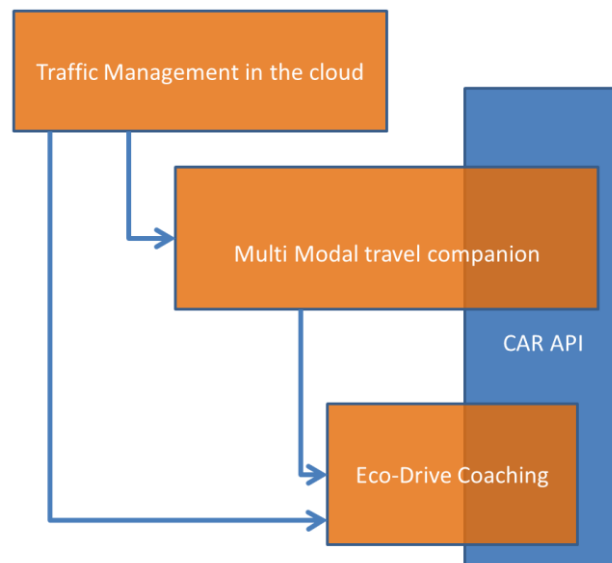 Traffic Management in the cloud
Multi Modal travel companion
CAR API
Eco-Drive Coaching